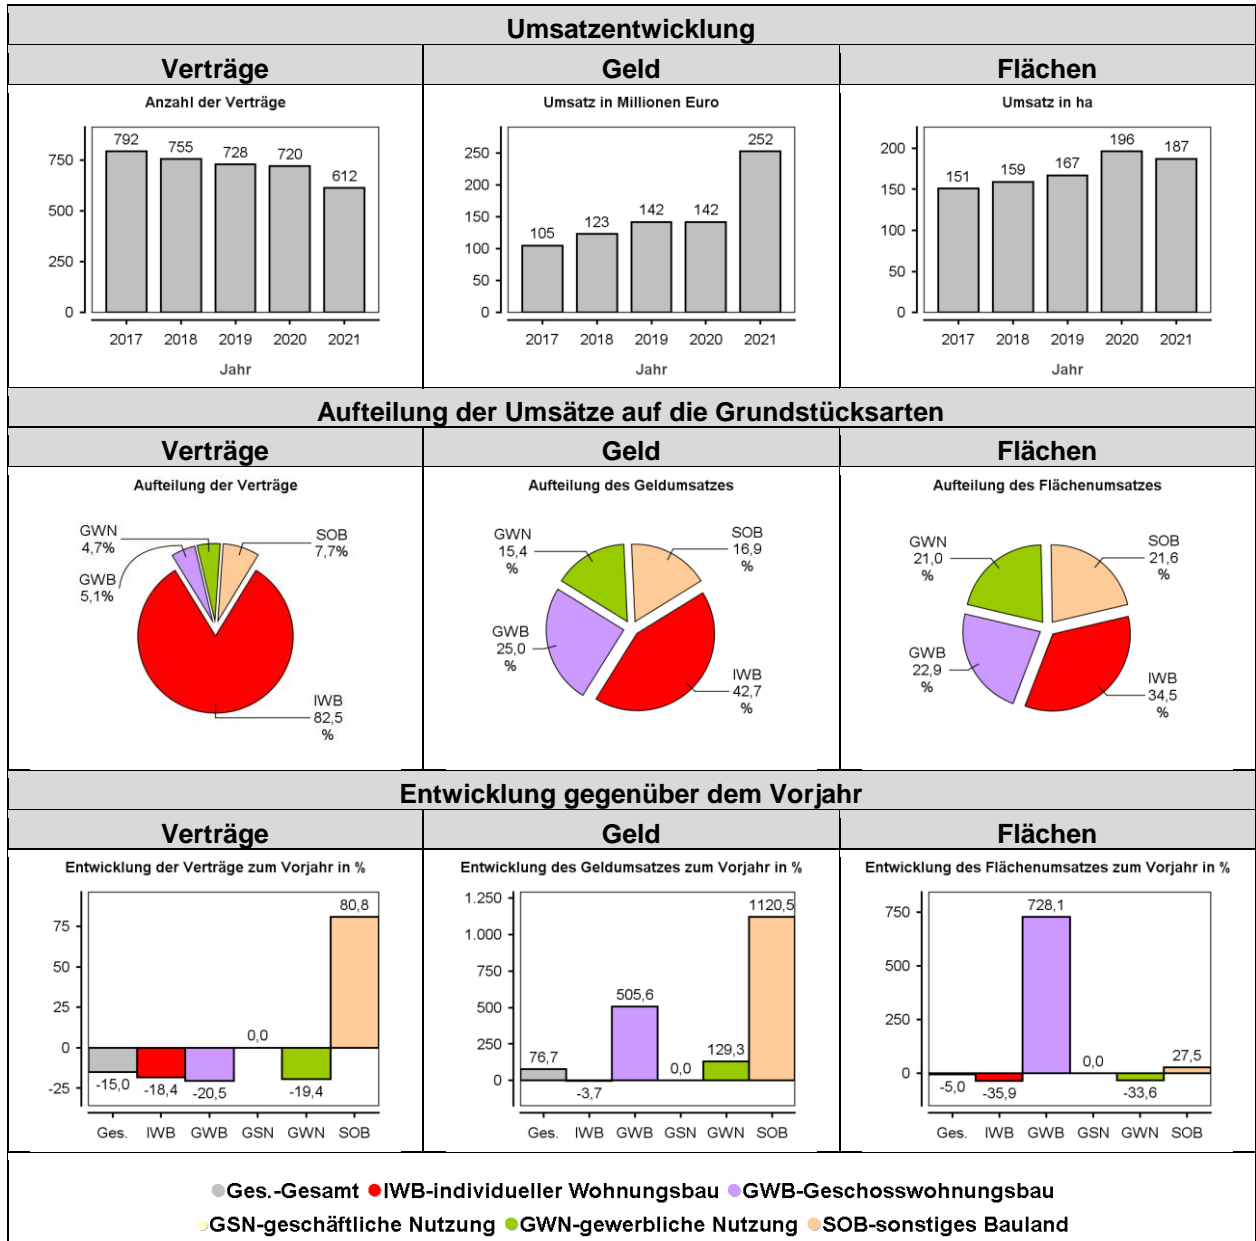 Umsatzentwicklung
Verträge
Geld
Flächen
Anzahl der Verträge
792
755
728
720
612
750
500
250
0
2017
2018
2019
2020
2021
Jahr
Umsatz in Millionen Euro
252
105
123
142
142
250
200
150
100
50
0
2017
2018
2019
2020
2021
Jahr
Umsatz in ha
151
159
167
196
187
200
150
100
50
0
2017
2018
2019
2020
2021
Jahr
Aufteilung der Umsätze auf die Grundstücksarten
Verträge
Geld
Flächen
Aufteilung der Verträge
GWN
4,7%
GWB
5,1%
SOB
7,7%
IWB
82,5
%
Aufteilung des Geldumsatzes
GWN
15,4
%
SOB
16,9
%
GWB
25,0
%
IWB
42,7
%
Aufteilung des Flächenumsatzes
GWN
21,0
%
SOB
21,6
%
GWB
22,9
%
IWB
34,5
%
Entwicklung gegenüber dem Vorjahr
Verträge
Geld
Flächen
Entwicklung der Verträge zum Vorjahr in %
80,8
75
50
25
0
-25
0,0
-15,0
-18,4
-20,5
-19,4
Ges.
IWB
GWB
GSN
GWN
SOB
Entwicklung des Geldumsatzes zum Vorjahr in %
1.250
1.000
750
500
250
0
1120,5
505,6
76,7
0,0
129,3
-3,7
Ges.
IWB
GWB
GSN
GWN
SOB
Entwicklung des Flächenumsatzes zum Vorjahr in %
750
500
250
0
728,1
0,0
27,5
-5,0
-35,9
-33,6
Ges.
IWB
GWB
GSN
GWN
SOB
Ges.-Gesamt IWB-individueller Wohnungsbau GWB-Geschosswohnungsbau
GSN-geschäftliche Nutzung GWN-gewerbliche Nutzung SOB-sonstiges Bauland